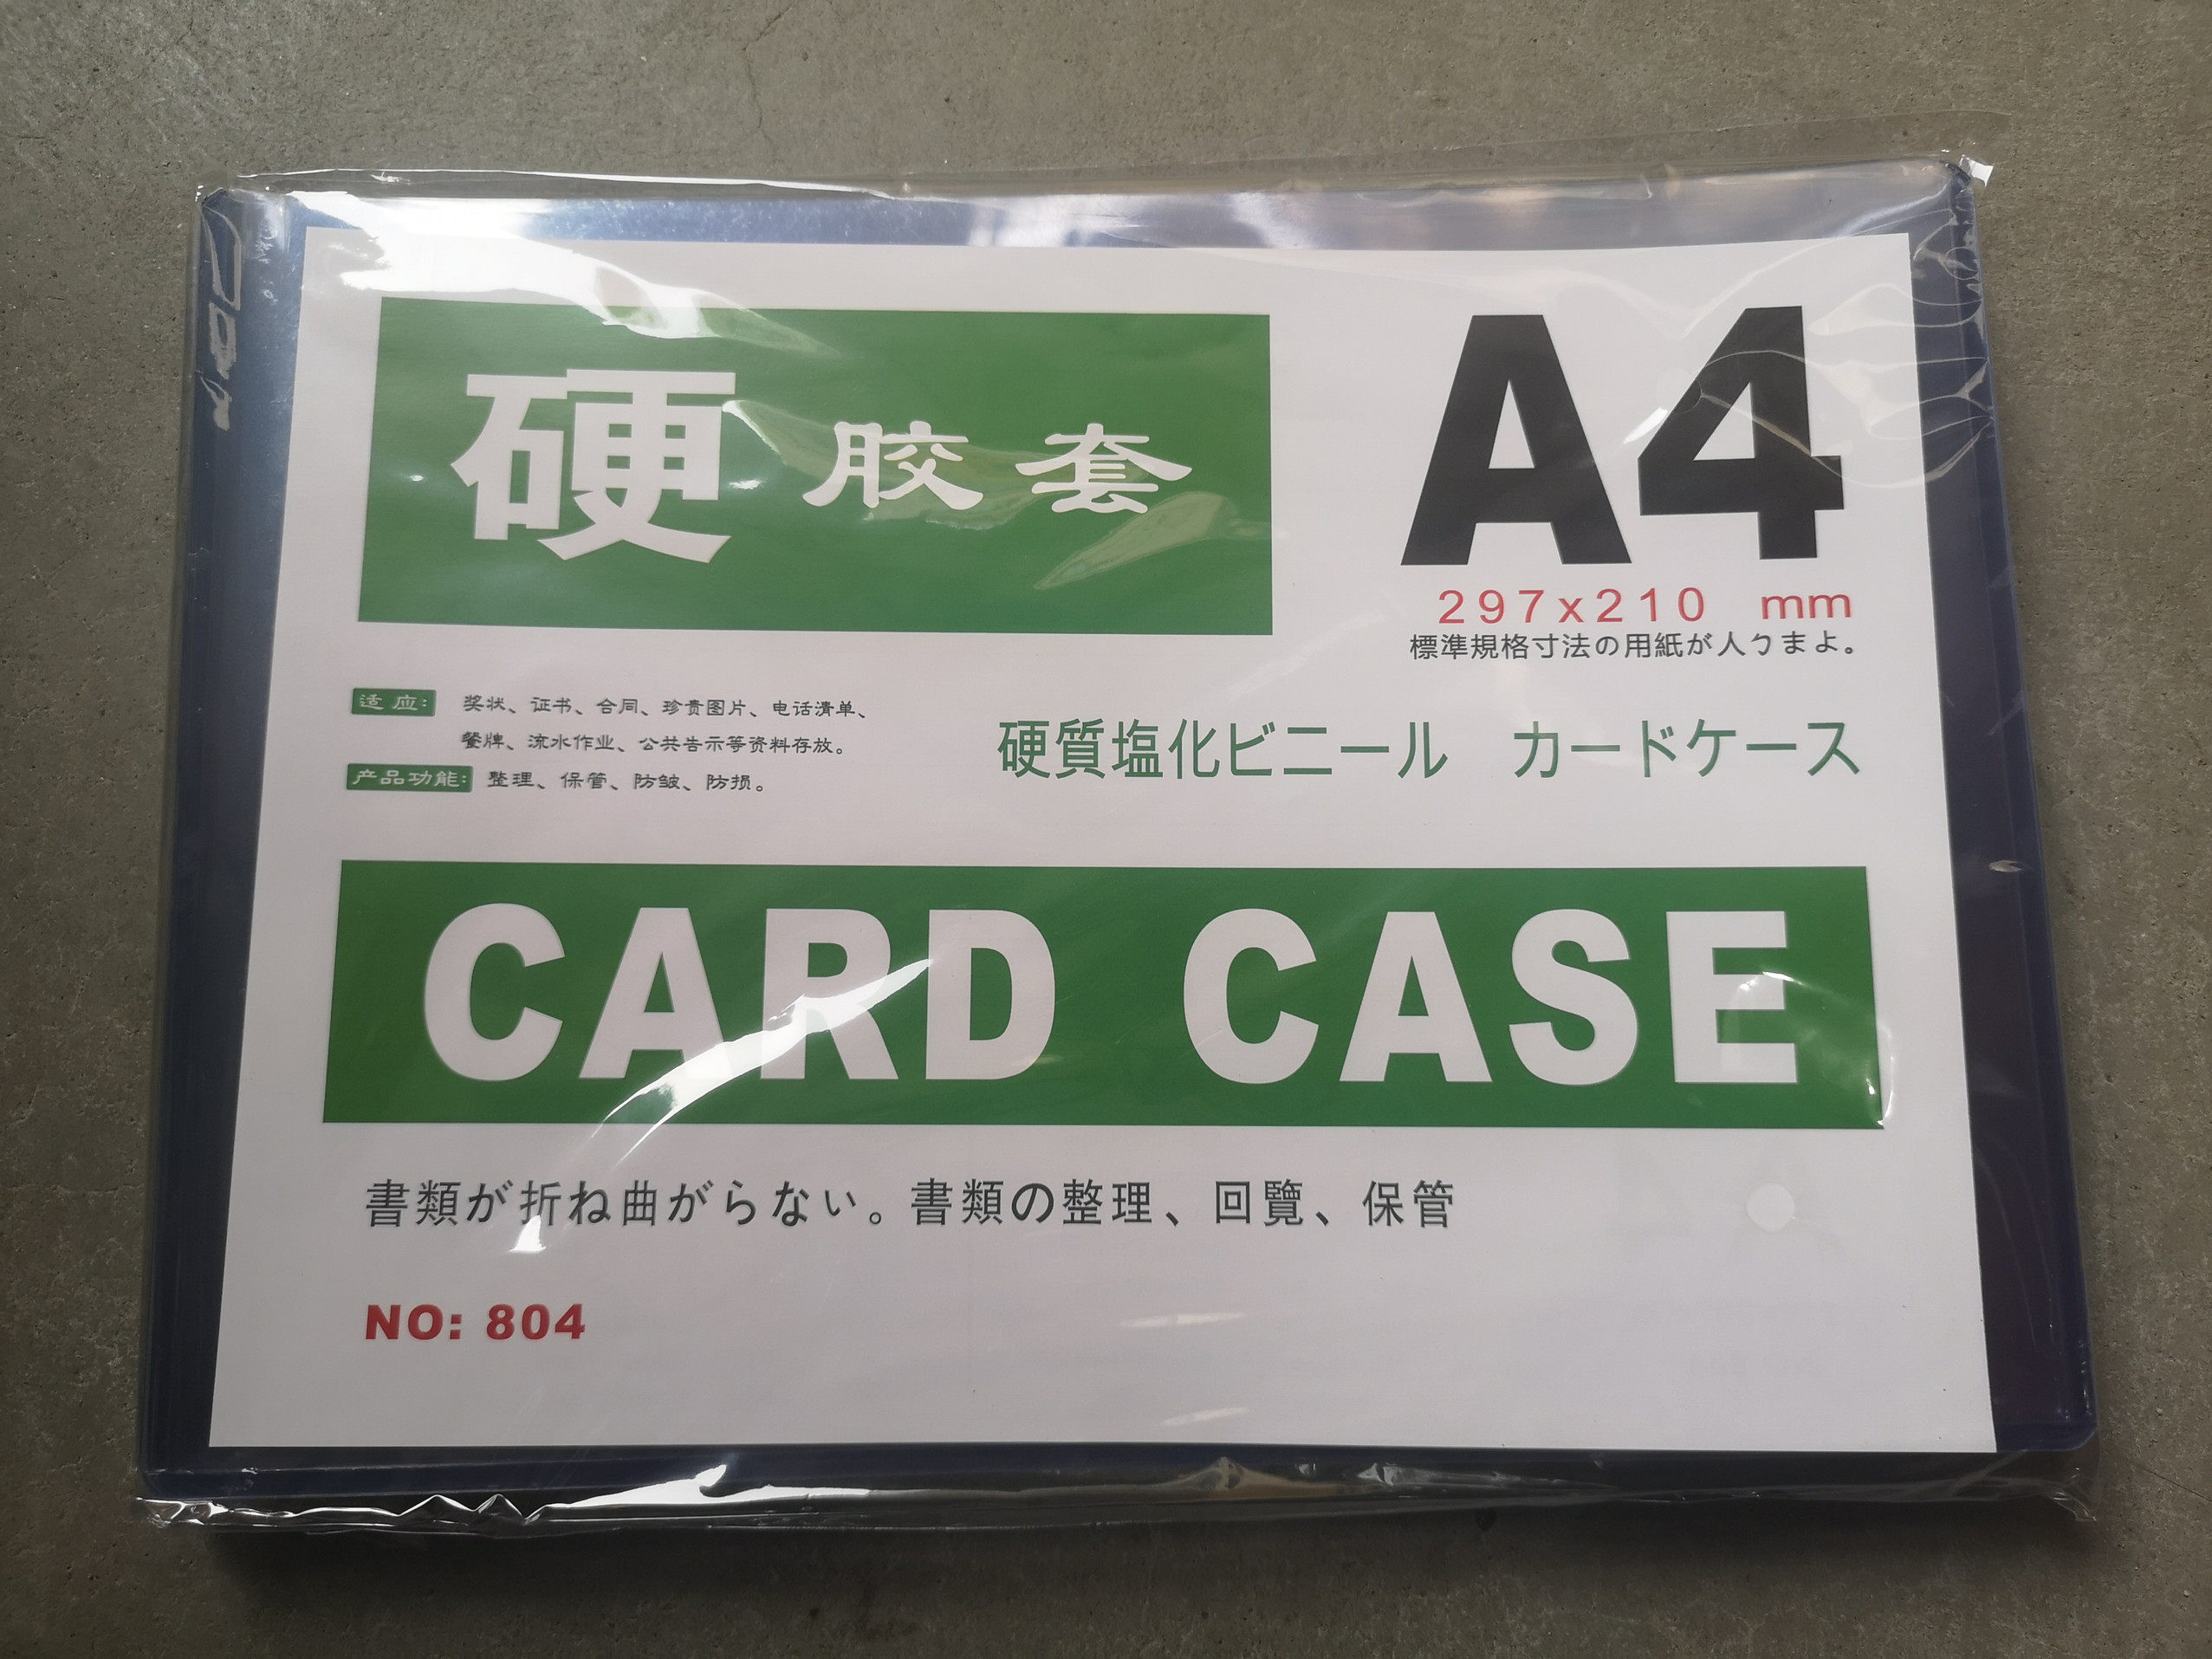 硬胶套
A4
297x210 mm
標準規格寸法の用紙が人りまよ。
适应: 奖状、证书、合同、珍贵图片、电话清单、
餐牌、流水作业、公共告示等资料存放。
产品功能: 整理、保管、防皱、防损。
硬質塩化ビニール カードケース
CARD CASE
書類が折ね曲がらない。書類の整理、回覽、保管
NO: 804